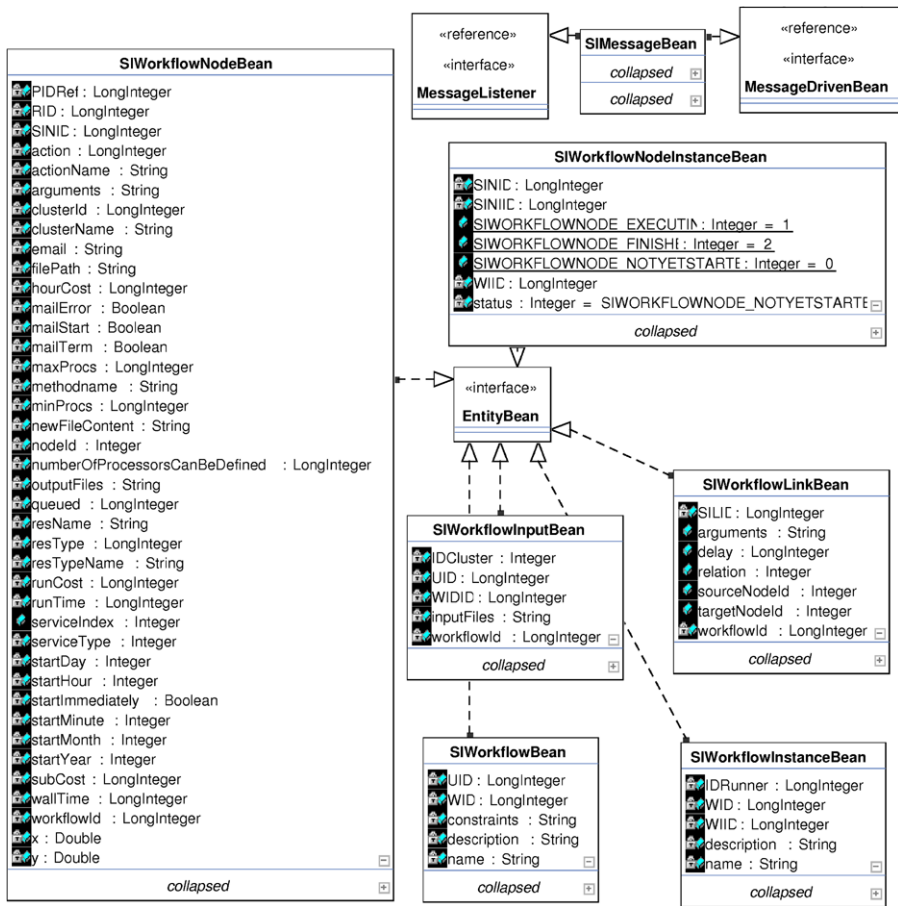 SIWorkflowNodeBean
PIDRef : LongInteger
RID : LongInteger
SINID : LongInteger
action : LongInteger
actionName : String
arguments : String
clusterId : LongInteger
clusterName : String
email : String
filePath : String
hourCost : LongInteger
mailError : Boolean
mailStart : Boolean
mailTerm : Boolean
maxProcs : LongInteger
methodname : String
minProcs : LongInteger
newFileContent : String
nodeId : Integer
numberOfProcessorsCanBeDefined : LongInteger
outputFiles : String
queued : LongInteger
resName : String
resType : LongInteger
resTypeName : String
runCost : LongInteger
runTime : LongInteger
serviceIndex : Integer
serviceType : Integer
startDay : Integer
startHour : Integer
startImmediately : Boolean
startMinute : Integer
startMonth : Integer
startYear : Integer
subCost : LongInteger
wallTime : LongInteger
workflowId : LongInteger
x : Double
y : Double
collapsed
«reference»
«interface»
MessageListener
SIMessageBean
collapsed
collapsed
«reference»
«interface»
MessageDrivenBean
SIWorkflowNodeInstanceBean
SINID : LongInteger
SINIID : LongInteger
SIWORKFLOWNODE_EXECUTIN : Integer = 1
SIWORKFLOWNODE_FINISHE : Integer = 2
SIWORKFLOWNODE_NOTYETSTARTE : Integer = 0
WIID : LongInteger
status : Integer = SIWORKFLOWNODE_NOTYETSTARTE
collapsed
«interface»
EntityBean
SIWorkflowInputBean
IDCluster : Integer
UID : LongInteger
WIDID : LongInteger
inputFiles : String
workflowId : LongInteger
collapsed
SIWorkflowLinkBean
SILID : LongInteger
arguments : String
delay : LongInteger
relation : Integer
sourceNodeId : Integer
targetNodeId : Integer
workflowId : LongInteger
collapsed
SIWorkflowBean
UID : LongInteger
WID : LongInteger
constraints : String
description : String
name : String
collapsed
SIWorkflowInstanceBean
IDRunner : LongInteger
WID : LongInteger
WIID : LongInteger
description : String
name : String
collapsed